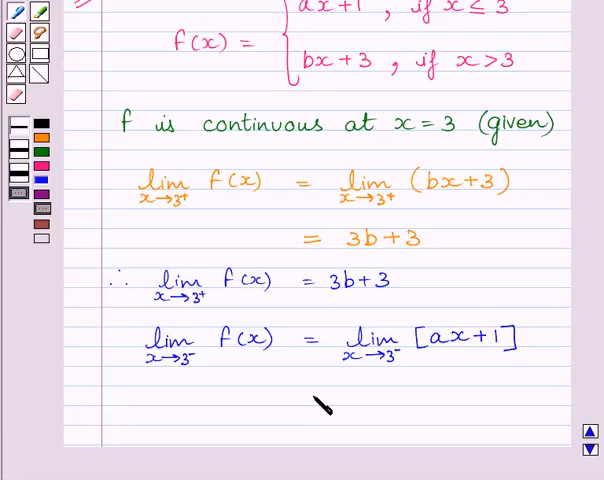 ax+1 , if x ≤ 3
f(x) =
bx+3 , if x>3
f is continuous at x = 3 (given)
lim x→3+ f(x) = lim x→3+ (bx+3)
= 3b+3
∴ lim x→3+ f(x) = 3b+3
lim x→3- f(x) = lim x→3- [ax+1]